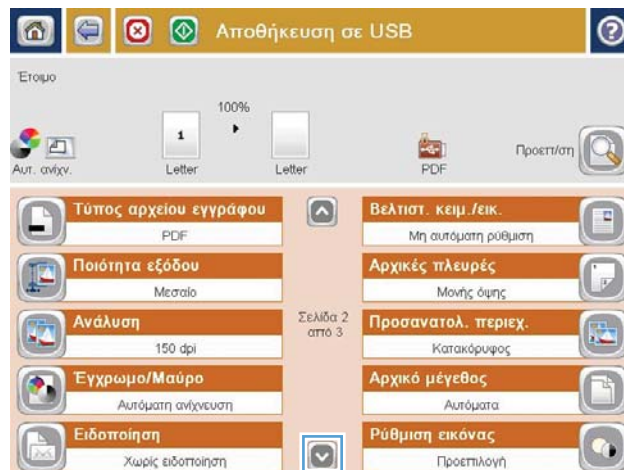 Αποθήκευση σε USB
Έτοιμο
100%
1
Αυτ. ανίχν.
Letter
Letter
PDF
Προεπ/ση
Τύπος αρχείου εγγράφου
PDF
Ποιότητα εξόδου
Μεσαίο
Ανάλυση
150 dpi
Έγχρωμο/Μαύρο
Αυτόματη ανίχνευση
Ειδοποίηση
Χωρίς ειδοποίηση
Σελίδα 2
από 3
Βελτιστ. κειμ./εικ.
Μη αυτόματη ρύθμιση
Αρχικές πλευρές
Μονής όψης
Προσανατολ. περιεχ.
Κατακόρυφος
Αρχικό μέγεθος
Αυτόματα
Ρύθμιση εικόνας
Προεπιλογή